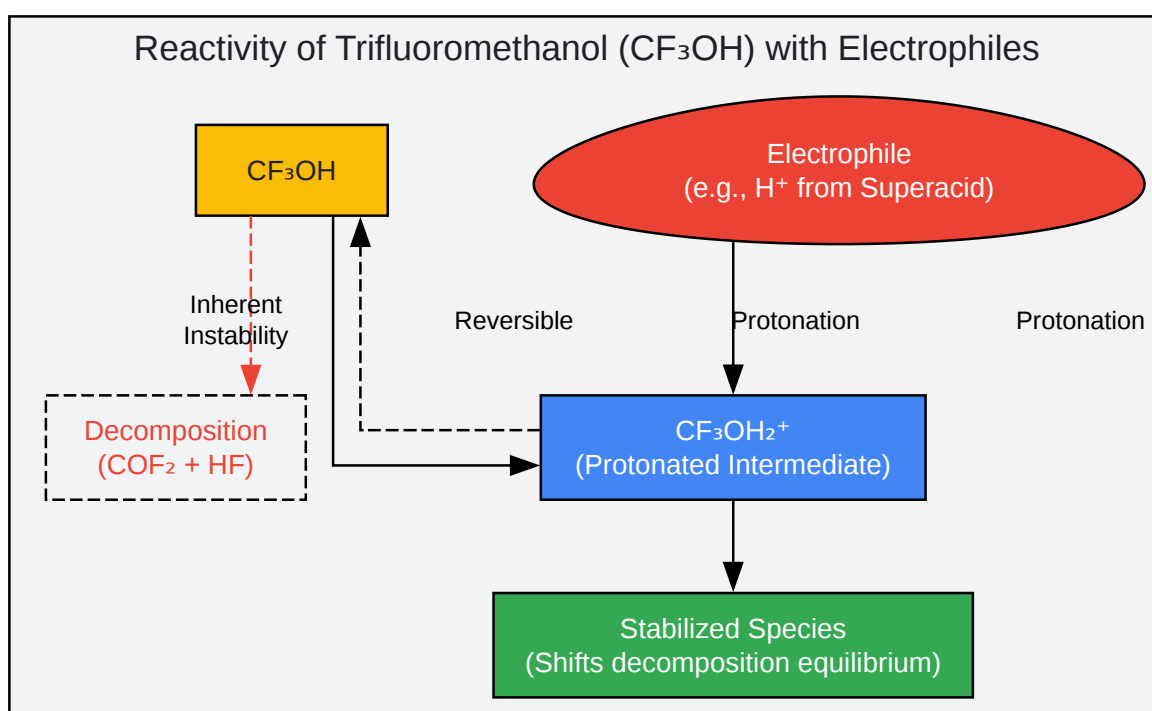 Reactivity of Trifluoromethanol (CF₃OH) with Electrophiles
CF₃OH
Electrophile
(e.g., H⁺ from Superacid)
Inherent
Instability
Reversible
Protonation
Protonation
Decomposition
(COF₂ + HF)
CF₃OH₂⁺
(Protonated Intermediate)
Stabilized Species
(Shifts decomposition equilibrium)